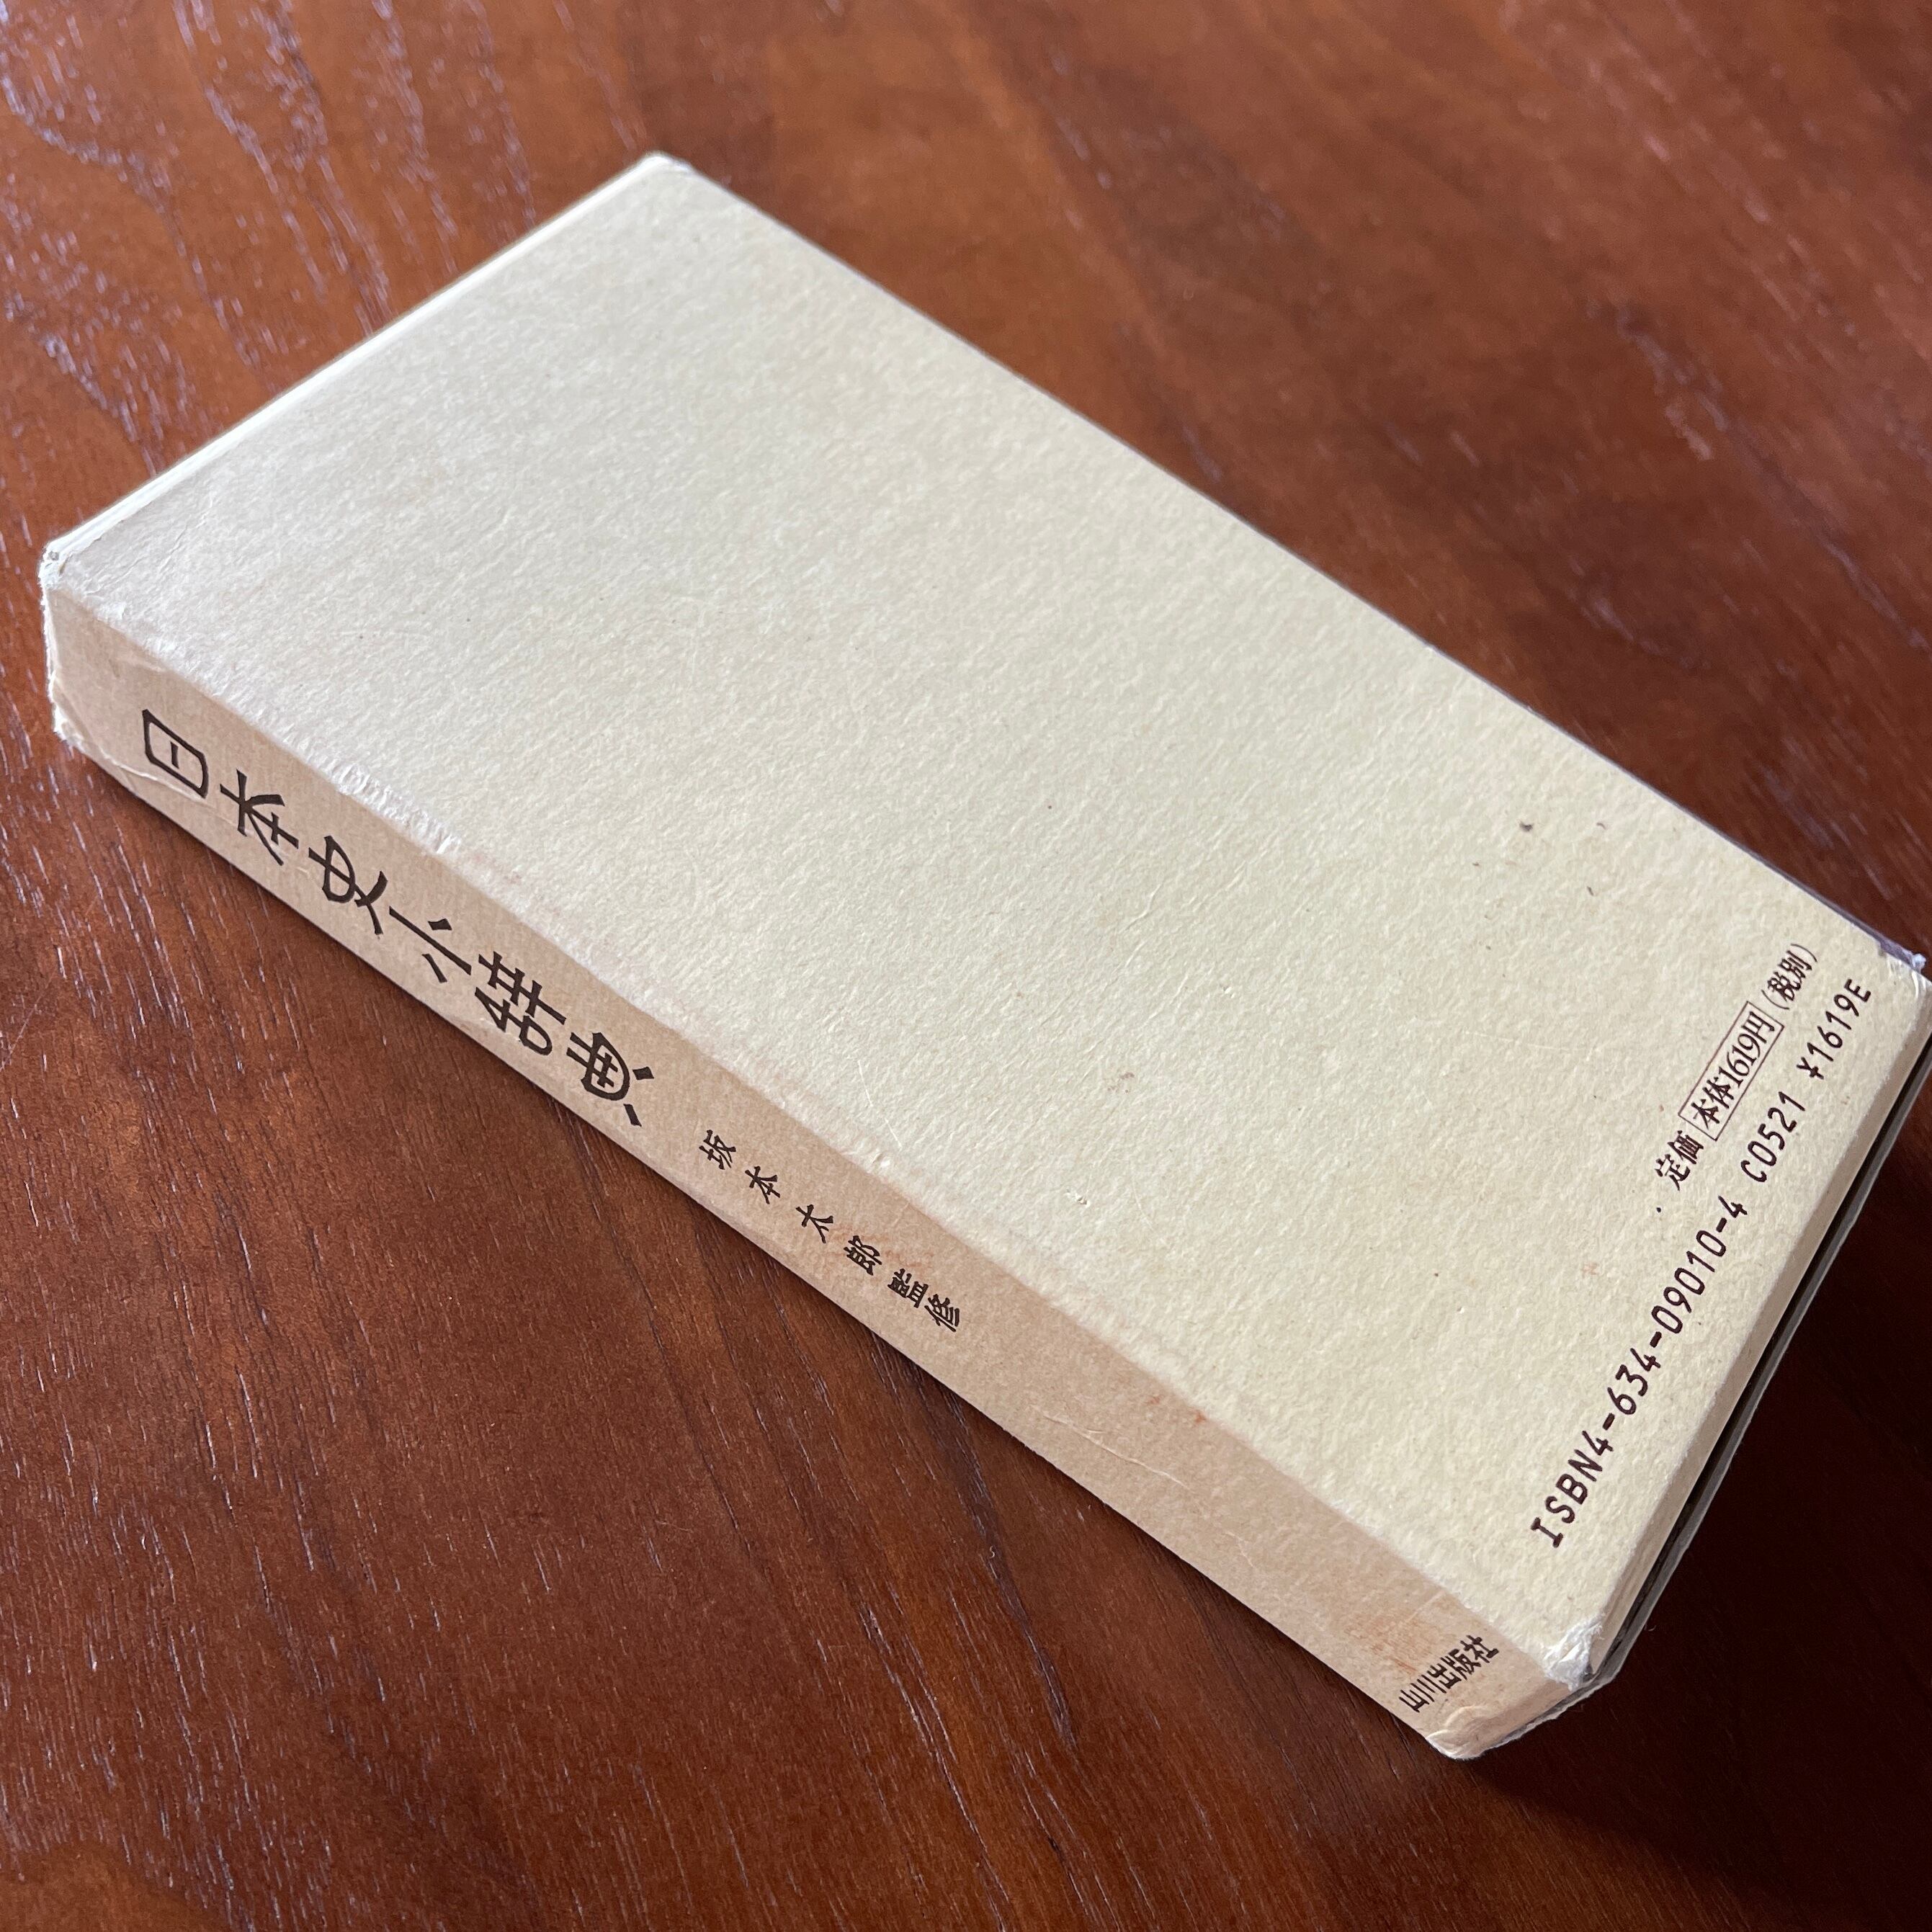 日本史小辞典
坂本太郎監修
山川出版社
定価 本体1619円 (税別)
ISBN4-634-09010-4 C0521 ¥1619E